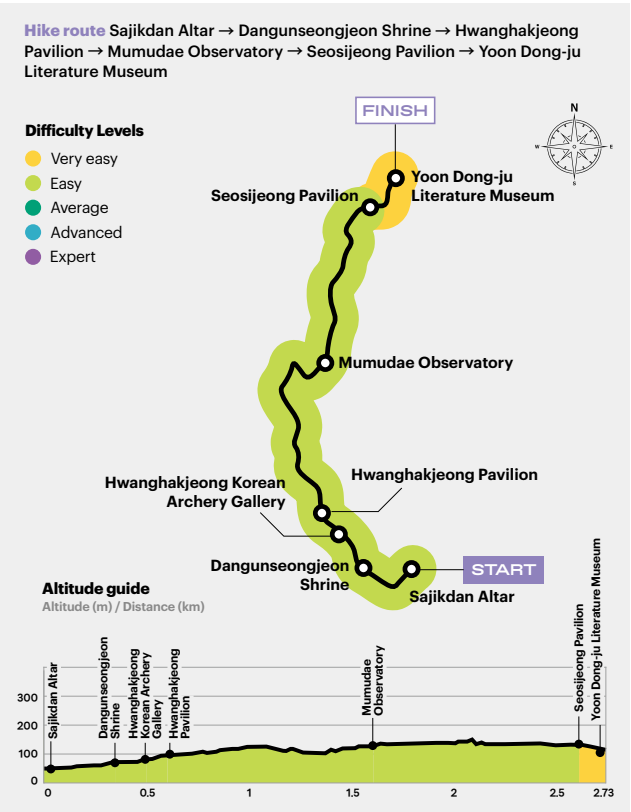 Hike route Sajikdan Altar → Dangunseongjeon Shrine → Hwanghakjeong
Pavilion → Mumudae Observatory → Seosijeong Pavilion → Yoon Dong-ju
Literature Museum
FINISH
N
W
E
S
Difficulty Levels
Very easy
Easy
Average
Advanced
Expert
Yoon Dong-ju
Literature Museum
Seosijeong Pavilion
Mumudae Observatory
Hwanghakjeong Pavilion
Hwanghakjeong Korean
Archery Gallery
Dangunseongjeon
Shrine
START
Sajikdan Altar
Altitude guide
Altitude (m) / Distance (km)
Sajikdan Altar
Dangunseongjeon
Shrine
Hwanghakjeong
Korean Archery
Gallery
Hwanghakjeong
Pavilion
Mumudae
Observatory
Seosijeong Pavilion
Yoon Dong-ju Literature Museum
300
200
100
0
0
0.5
1
1.5
2
2.5
2.73